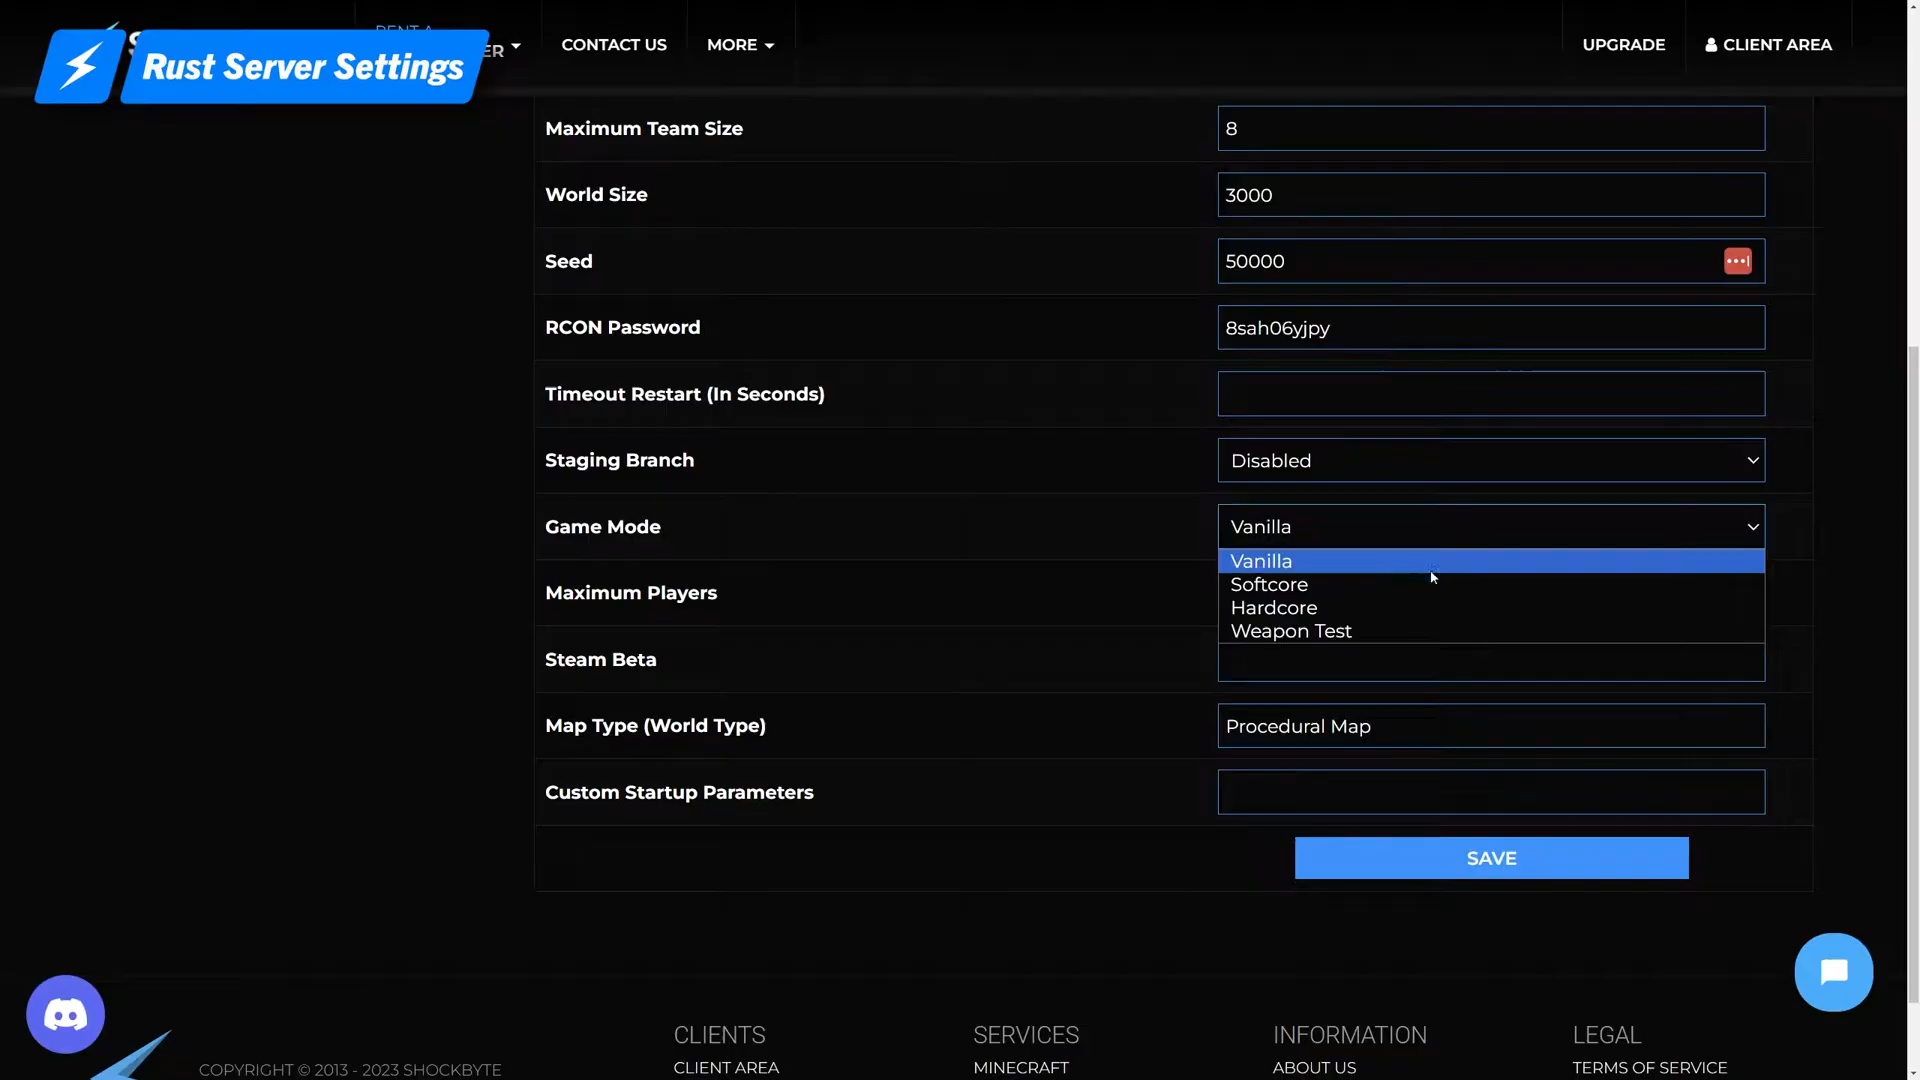 RENT A
ER
CONTACT US
MORE
UPGRADE
CLIENT AREA
Rust Server Settings
Maximum Team Size
8
World Size
3000
Seed
50000
RCON Password
8sah06yjpy
Timeout Restart (In Seconds)
Staging Branch
Disabled
Game Mode
Vanilla
Vanilla
Softcore
Hardcore
Weapon Test
Maximum Players
Steam Beta
Map Type (World Type)
Procedural Map
Custom Startup Parameters
SAVE
CLIENTS
SERVICES
INFORMATION
LEGAL
COPYRIGHT © 2013 - 2023 SHOCKBYTE
CLIENT AREA
MINECRAFT
ABOUT US
TERMS OF SERVICE